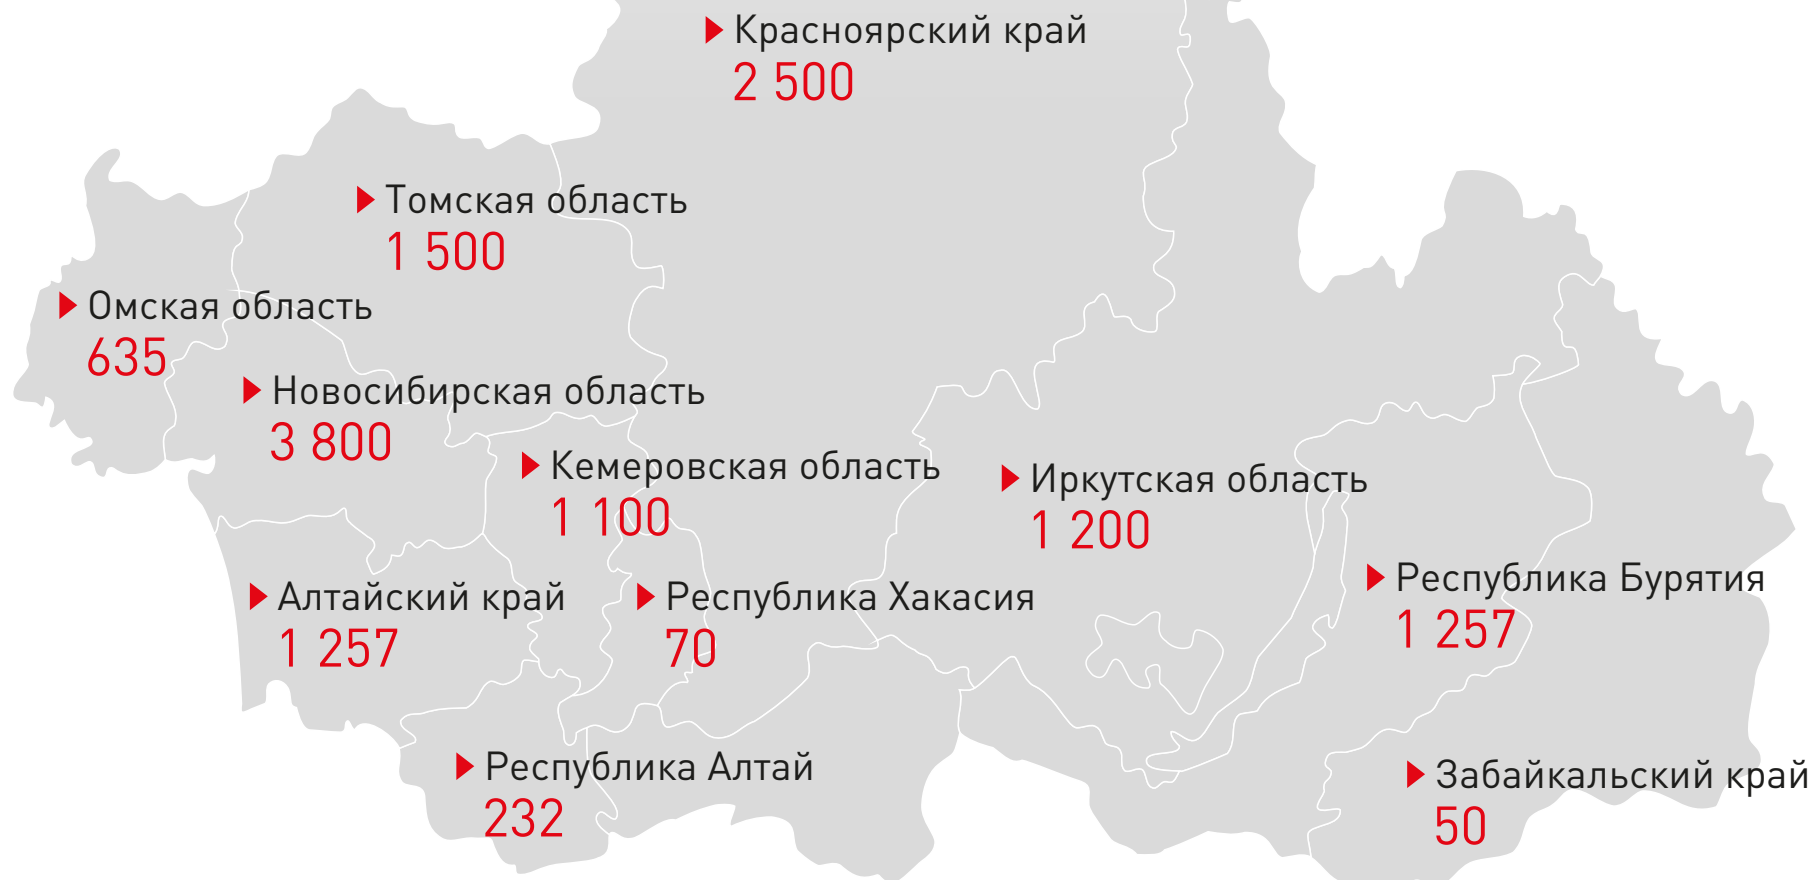 Красноярский край
2 500
Томская область
1 500
Омская область
635
Новосибирская область
3 800
Кемеровская область
1 100
Иркутская область
1 200
Алтайский край
1 257
Республика Хакасия
70
Республика Бурятия
1 257
Республика Алтай
232
Забайкальский край
50